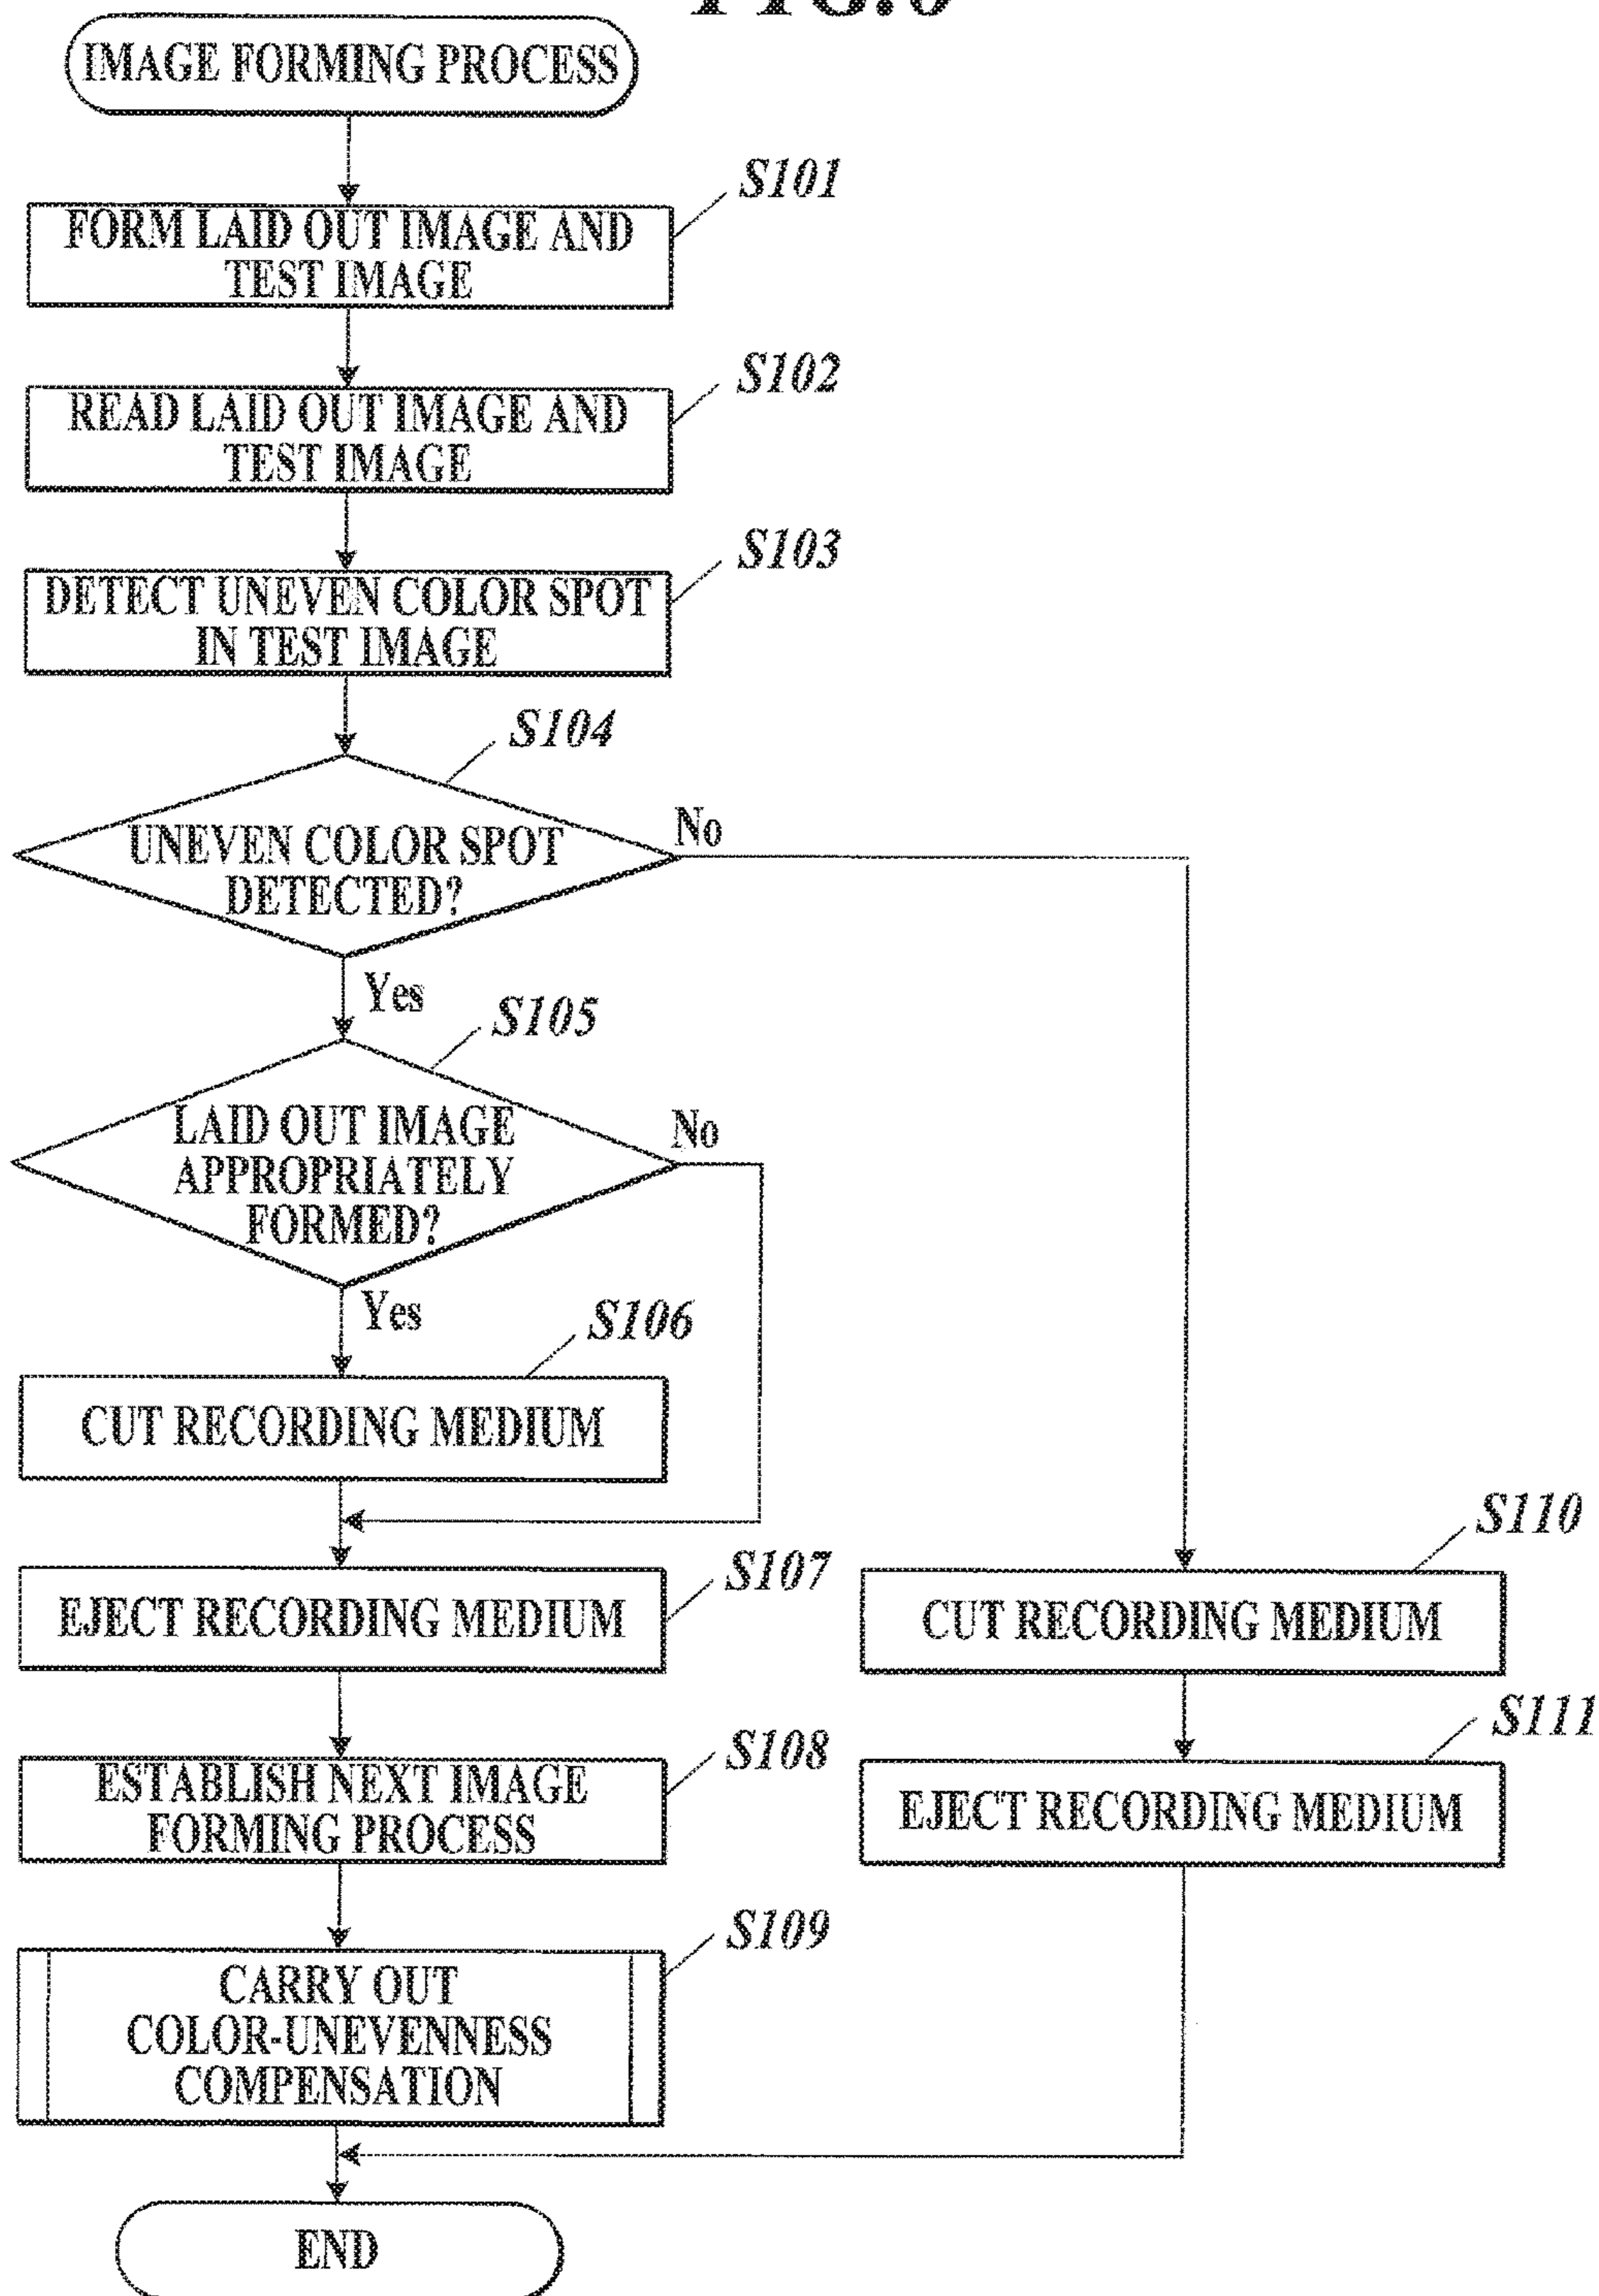 IMAGE FORMING PROCESS
S101
FORM LAID OUT IMAGE AND
TEST IMAGE
S102
READ LAID OUT IMAGE AND
TEST IMAGE
S103
DETECT UNEVEN COLOR SPOT
IN TEST IMAGE
S104
UNEVEN COLOR SPOT
DETECTED?
No
Yes
S105
LAID OUT IMAGE
APPROPRIATELY
FORMED?
No
Yes
S106
CUT RECORDING MEDIUM
S107
EJECT RECORDING MEDIUM
S110
CUT RECORDING MEDIUM
S108
ESTABLISH NEXT IMAGE
FORMING PROCESS
S111
EJECT RECORDING MEDIUM
S109
CARRY OUT
COLOR-UNEVENNESS
COMPENSATION
END